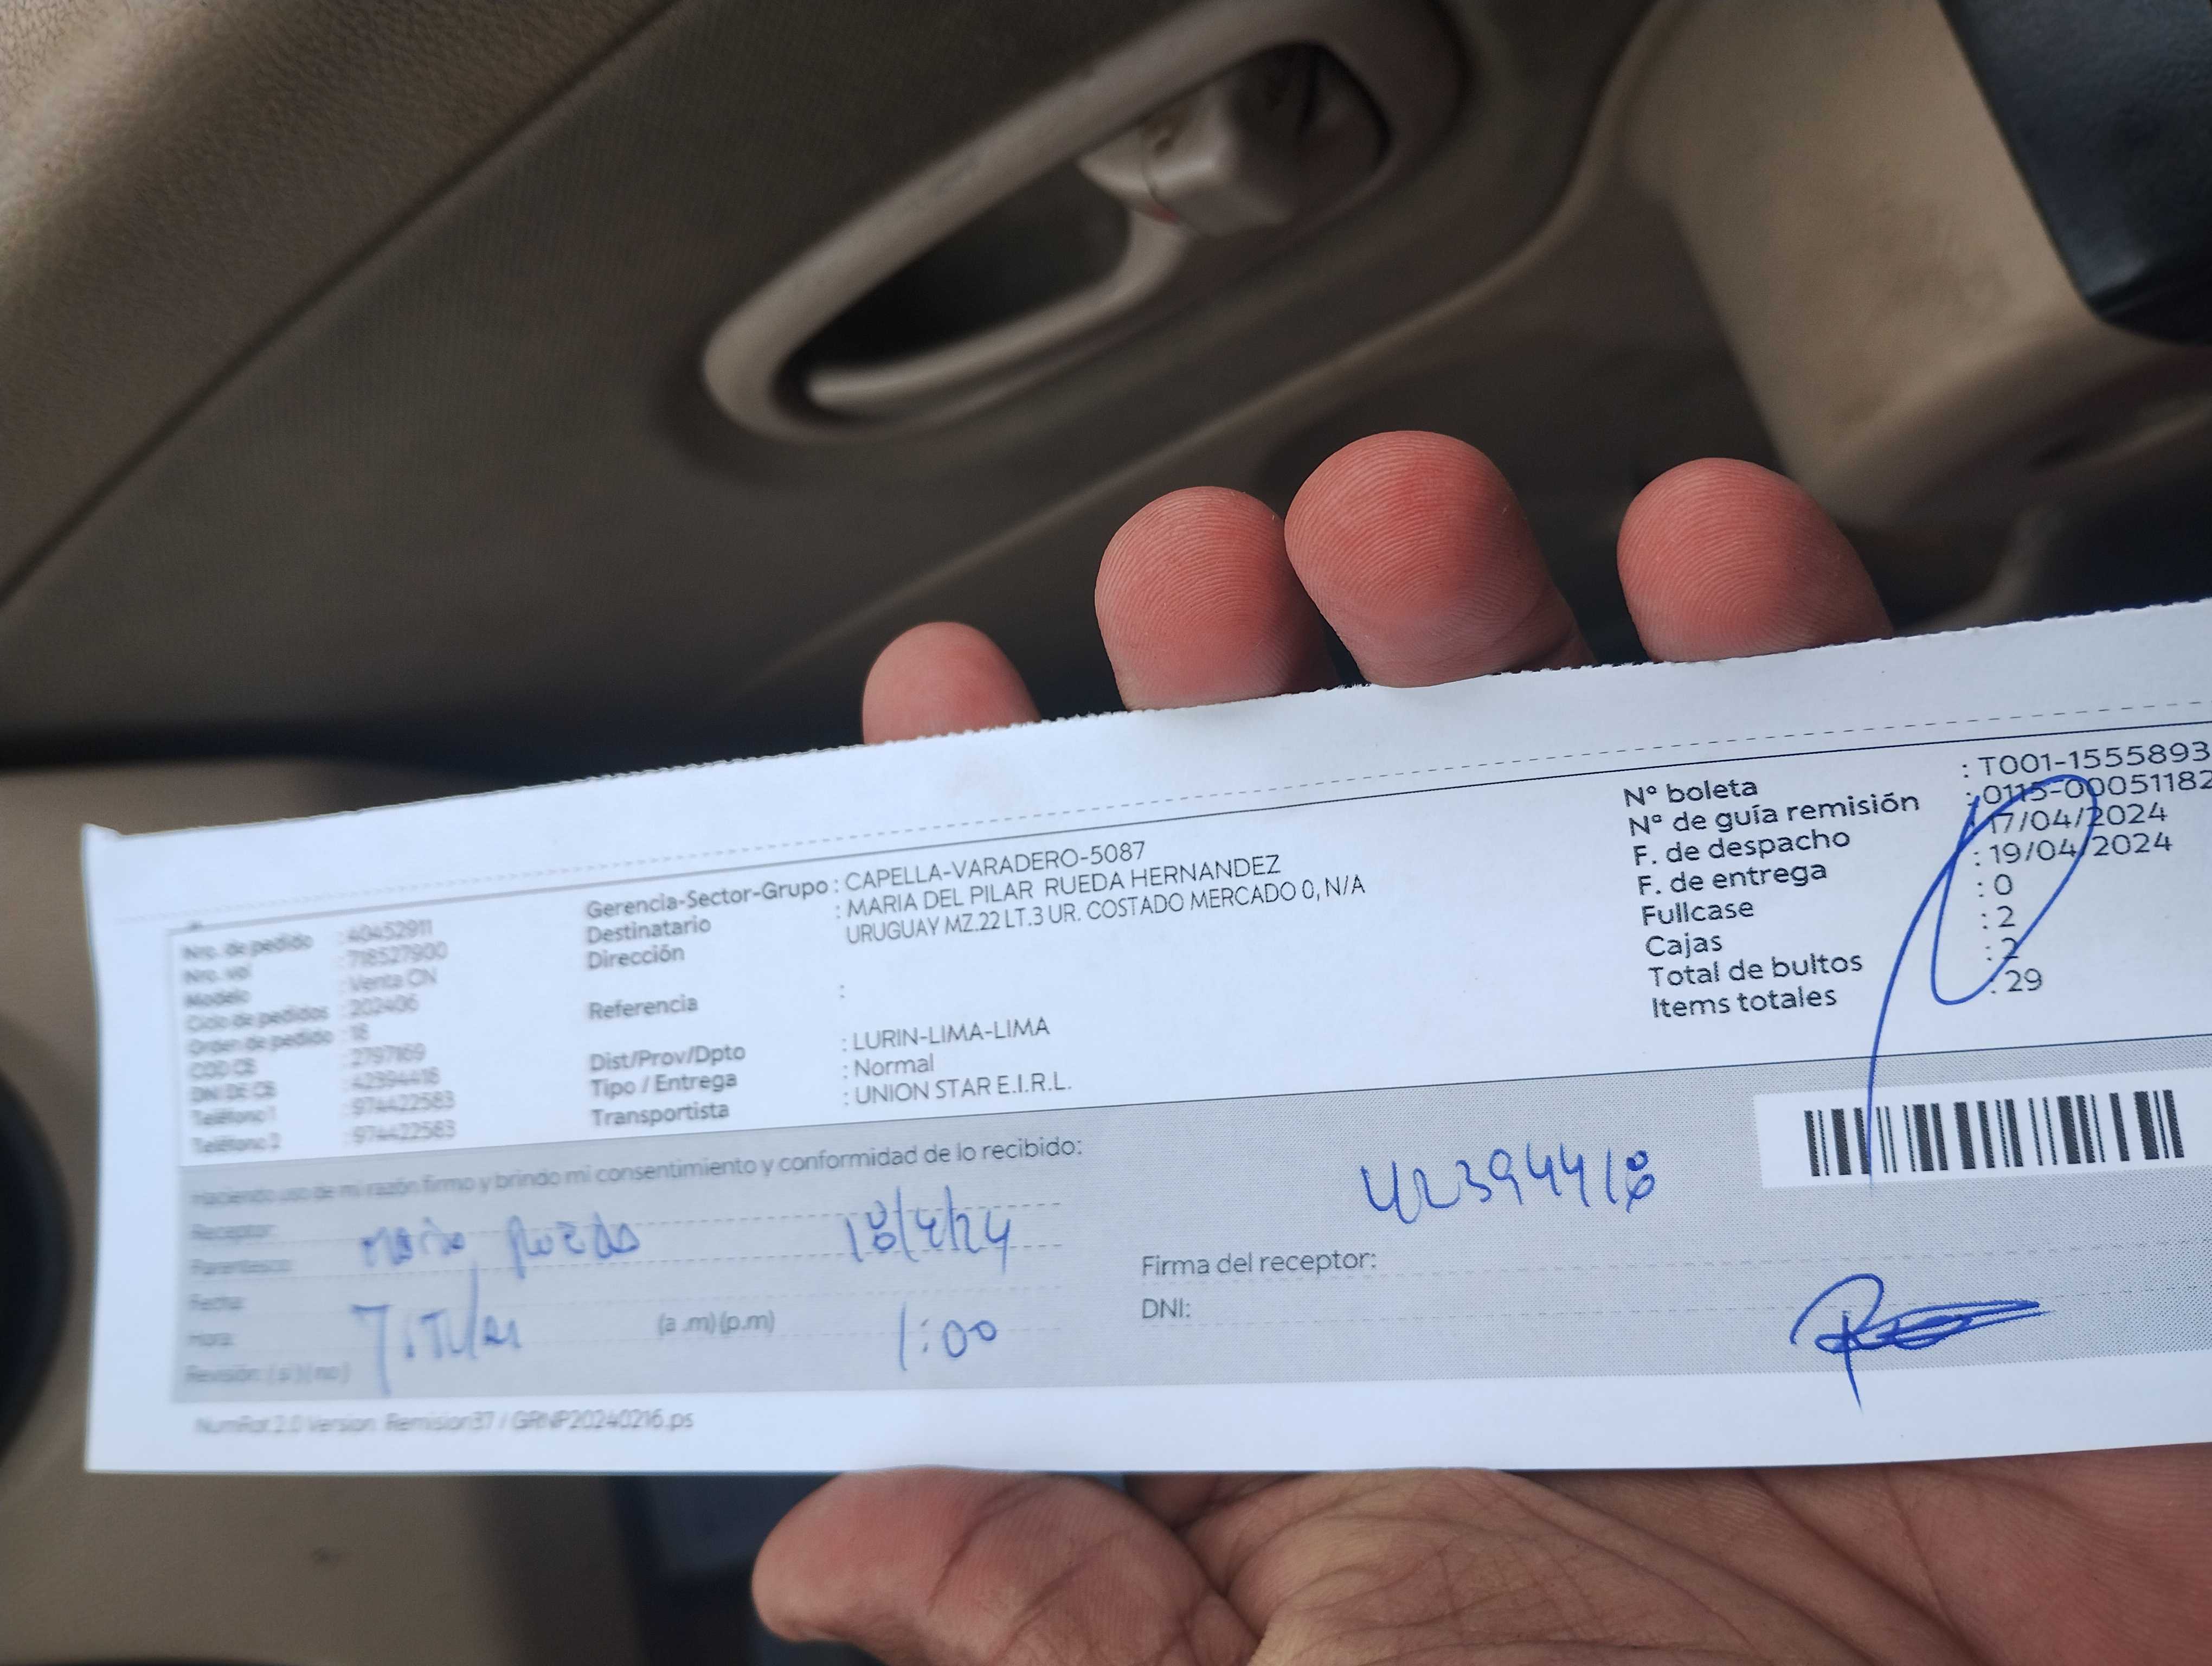 Nro. de pedido : 40452911
Nro. vol : 718527900
Modelo : Venta CN
Ciclo de pedidos : 202406
Orden de pedido : 18
COD CB : 2797169
DNI DE CB : 42394418
Teléfono 1 : 974422583
Teléfono 2 : 974422583
Gerencia-Sector-Grupo : CAPELLA-VARADERO-5087
Destinatario : MARIA DEL PILAR RUEDA HERNANDEZ
Dirección URUGUAY MZ.22 LT.3 UR. COSTADO MERCADO 0, N/A
Referencia :
Dist/Prov/Dpto : LURIN-LIMA-LIMA
Tipo / Entrega : Normal
Transportista : UNION STAR E.I.R.L.
N° boleta : T001-1555893
N° de guía remisión : 0115-00051182
F. de despacho : 17/04/2024
F. de entrega : 19/04/2024
Fullcase : 0
Cajas : 2
Total de bultos : 2
Items totales : 29
Haciendo uso de mi razón firmo y brindo mi consentimiento y conformidad de lo recibido:
Receptor: Maria Rueda 18/4/24
Parentesco:
Fecha:
Hora: Titular (a .m)(p.m) 1:00
Revisión: ( si )( no )
42394418
Firma del receptor:
DNI:
NumRot 2.0 Version Remision37 / GRNP20240216.ps